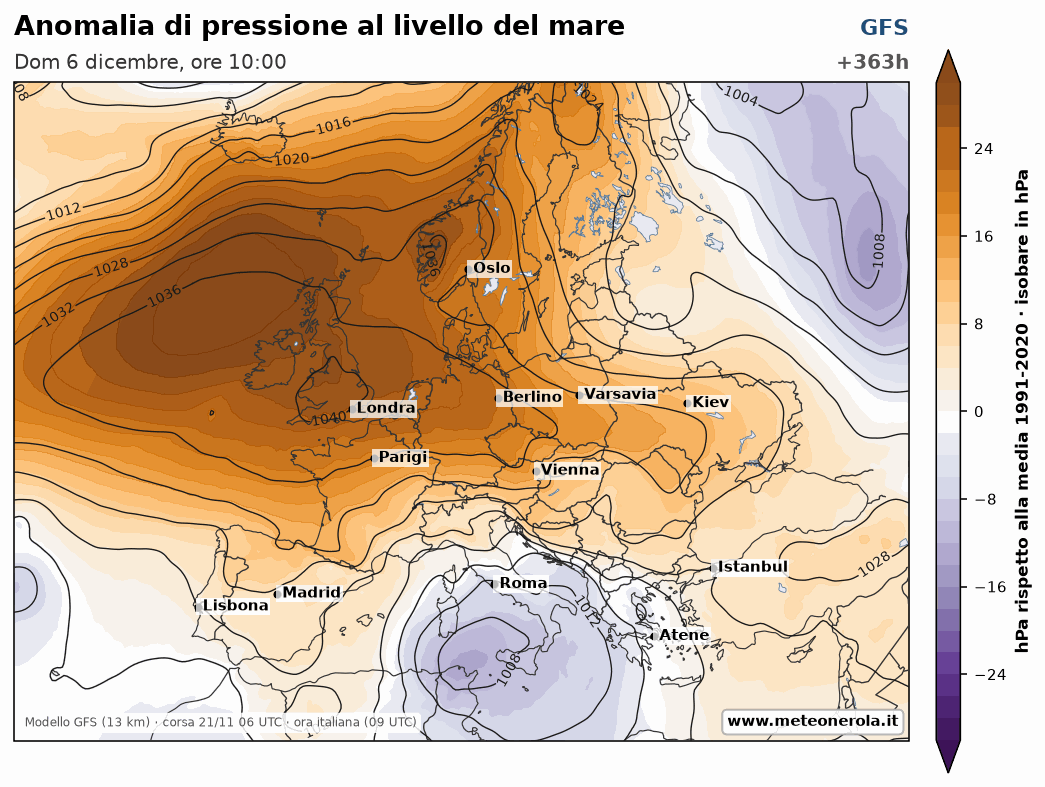 Anomalia di pressione al livello del mare
GFS
Dom 6 dicembre, ore 10:00
+363h
1004
1016
1020
1012
1008
1028
1036
1036
Oslo
1032
Berlino
Varsavia
Kiev
Londra
1040
Parigi
Vienna
1028
Istanbul
Roma
Madrid
Lisbona
1012
Atene
1008
Modello GFS (13 km) · corsa 21/11 06 UTC · ora italiana (09 UTC)
www.meteonerola.it
24
16
8
0
−8
−16
−24
hPa rispetto alla media 1991-2020 · isobare in hPa